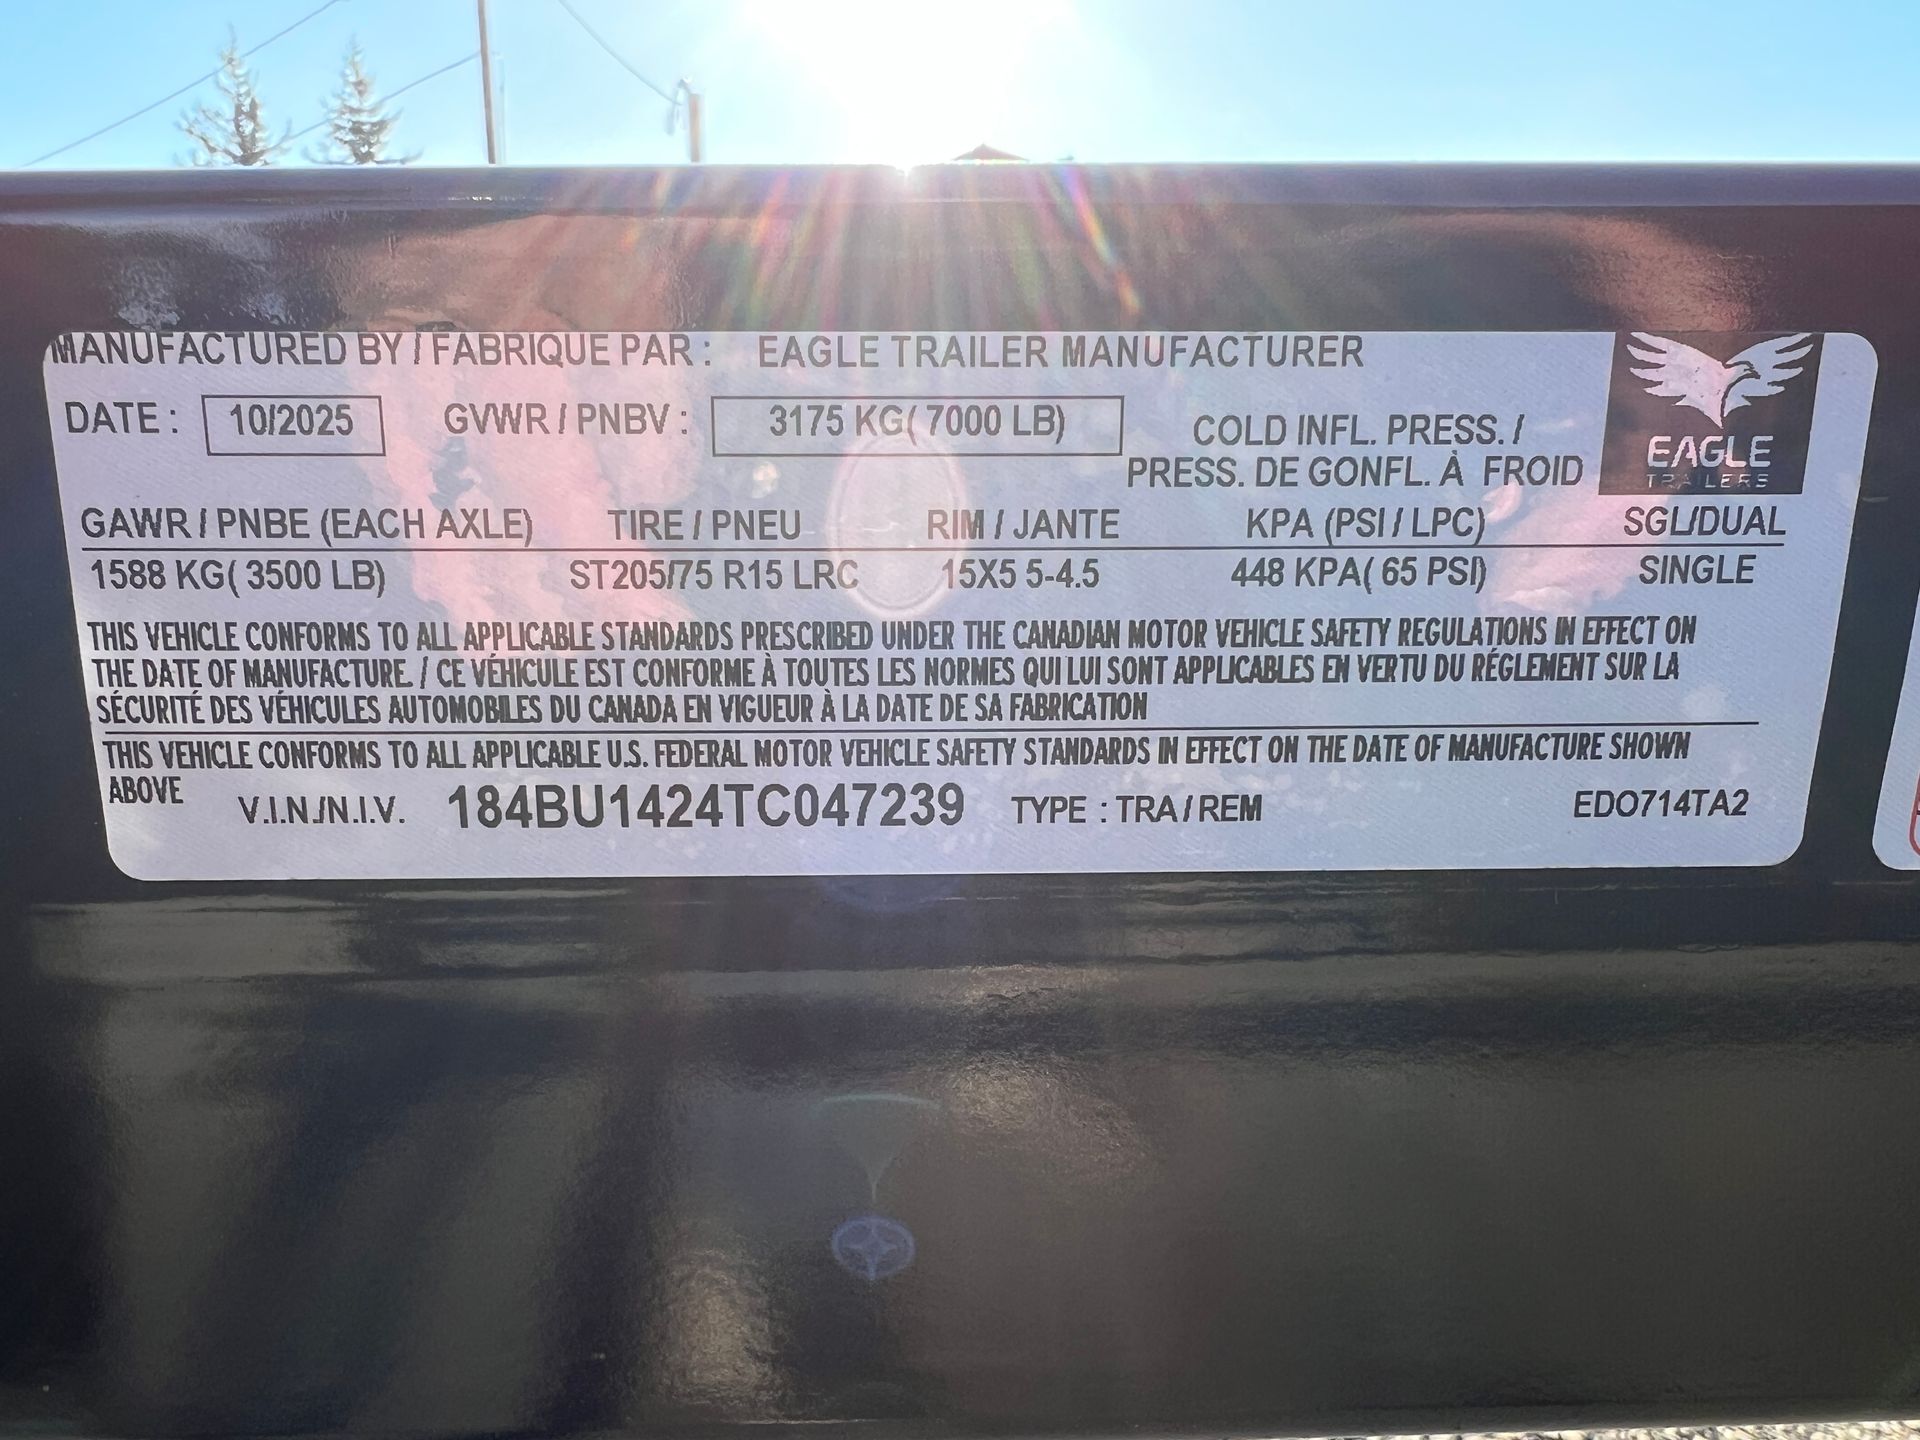 MANUFACTURED BY / FABRIQUE PAR : EAGLE TRAILER MANUFACTURER
DATE : 10/2025 GVWR / PNBV : 3175 KG( 7000 LB)
COLD INFL. PRESS. /
PRESS. DE GONFL. À FROID
EAGLE
TRAILERS
GAWR / PNBE (EACH AXLE) TIRE / PNEU RIM / JANTE KPA (PSI / LPC) SGL/DUAL
1588 KG( 3500 LB) ST205/75 R15 LRC 15X5 5-4.5 448 KPA( 65 PSI) SINGLE
THIS VEHICLE CONFORMS TO ALL APPLICABLE STANDARDS PRESCRIBED UNDER THE CANADIAN MOTOR VEHICLE SAFETY REGULATIONS IN EFFECT ON
THE DATE OF MANUFACTURE. / CE VÉHICULE EST CONFORME À TOUTES LES NORMES QUI LUI SONT APPLICABLES EN VERTU DU RÉGLEMENT SUR LA
SÉCURITÉ DES VÉHICULES AUTOMOBILES DU CANADA EN VIGUEUR À LA DATE DE SA FABRICATION
THIS VEHICLE CONFORMS TO ALL APPLICABLE U.S. FEDERAL MOTOR VEHICLE SAFETY STANDARDS IN EFFECT ON THE DATE OF MANUFACTURE SHOWN
ABOVE
V.I.N./N.I.V. 184BU1424TC047239 TYPE : TRA / REM EDO714TA2